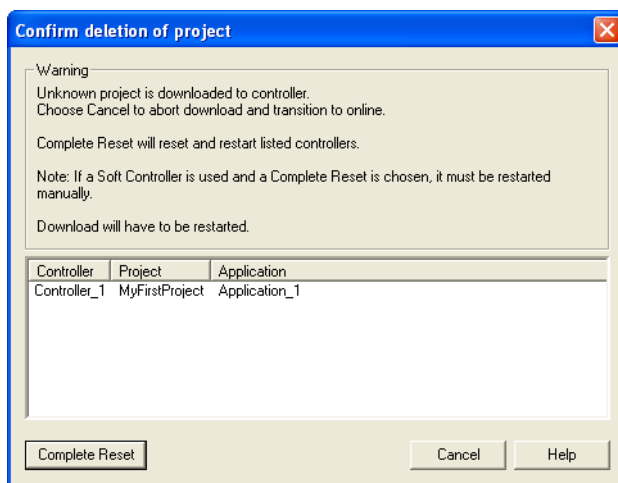 Confirm deletion of project
Warning
Unknown project is downloaded to controller.
Choose Cancel to abort download and transition to online.
Complete Reset will reset and restart listed controllers.
Note: If a Soft Controller is used and a Complete Reset is chosen, it must be restarted
manually.
Download will have to be restarted.
Controller Project Application
Controller_1 MyFirstProject Application_1
Complete Reset Cancel Help